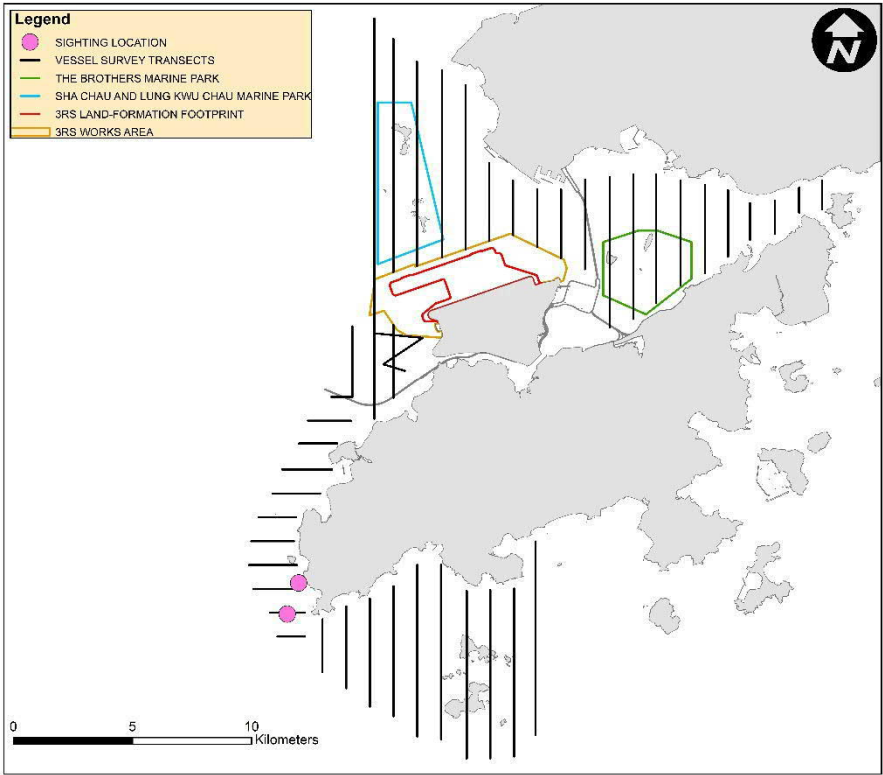 Legend
SIGHTING LOCATION
VESSEL SURVEY TRANSECTS
THE BROTHERS MARINE PARK
SHA CHAU AND LUNG KWU CHAU MARINE PARK
3RS LAND-FORMATION FOOTPRINT
3RS WORKS AREA
N
0 5 10
Kilometers